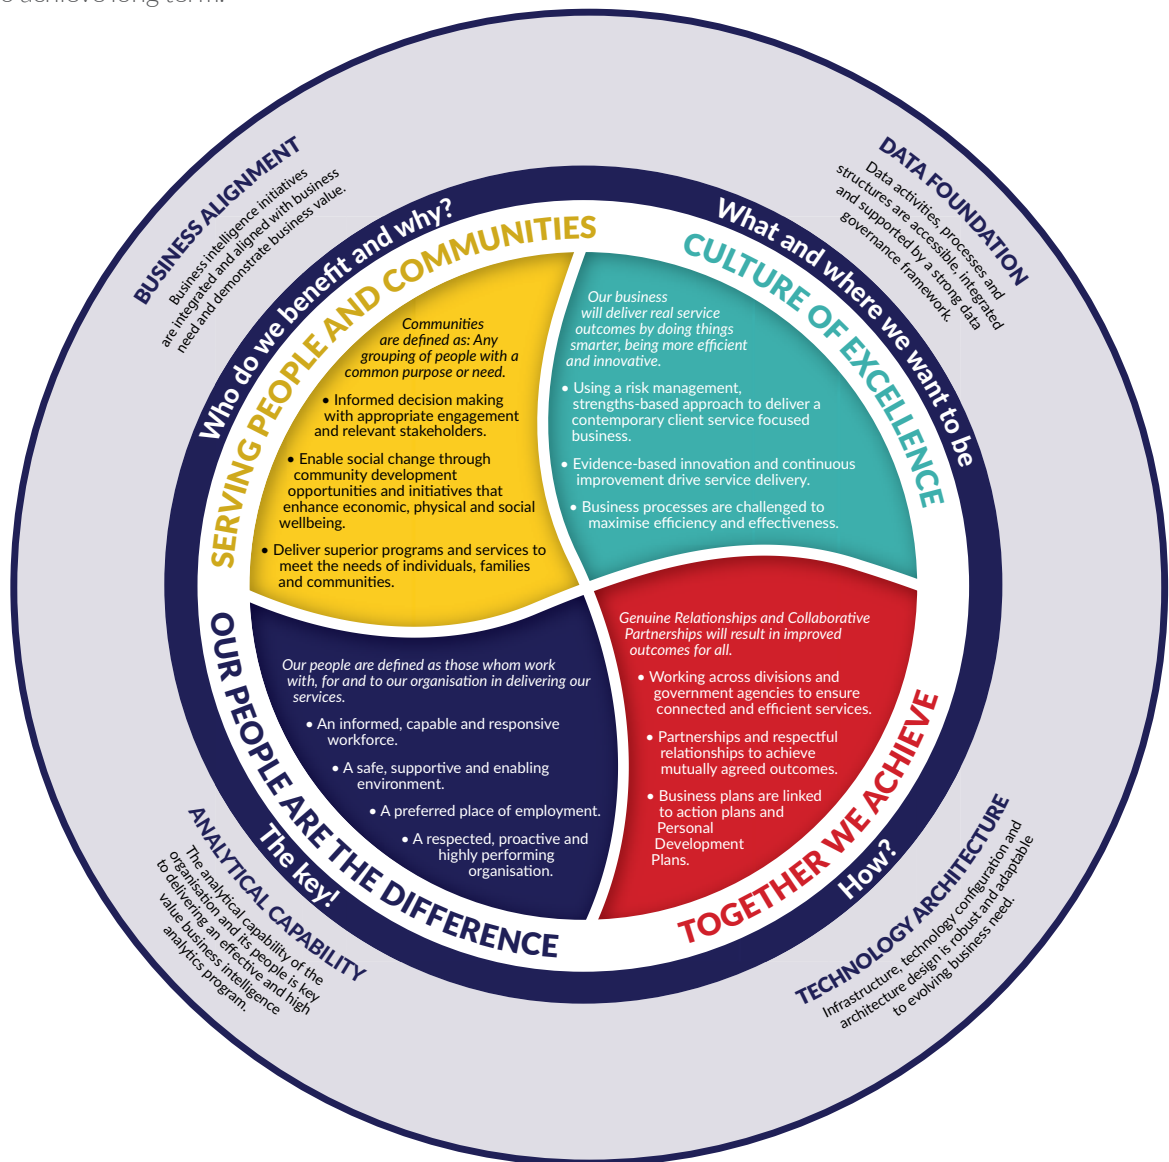 to achieve long term.
BUSINESS ALIGNMENT
Business intelligence initiatives
are integrated and aligned with business
need and demonstrate business value.
DATA FOUNDATION
Data activities, processes and
structures are accessible, integrated
and supported by a strong data
governance framework.
Who do we benefit and why?
What and where we want to be
SERVING PEOPLE AND COMMUNITIES
Communities
are defined as: Any
grouping of people with a
common purpose or need.
• Informed decision making
with appropriate engagement
and relevant stakeholders.
• Enable social change through
community development
opportunities and initiatives that
enhance economic, physical and social
wellbeing.
• Deliver superior programs and services to
meet the needs of individuals, families
and communities.
CULTURE OF EXCELLENCE
Our business
will deliver real service
outcomes by doing things
smarter, being more efficient
and innovative.
• Using a risk management,
strengths-based approach to deliver a
contemporary client service focused
business.
• Evidence-based innovation and continuous
improvement drive service delivery.
• Business processes are challenged to
maximise efficiency and effectiveness.
OUR PEOPLE ARE THE DIFFERENCE
Our people are defined as those whom work
with, for and to our organisation in delivering our
services.
• An informed, capable and responsive
workforce.
• A safe, supportive and enabling
environment.
• A preferred place of employment.
• A respected, proactive and
highly performing
organisation.
TOGETHER WE ACHIEVE
Genuine Relationships and Collaborative
Partnerships will result in improved
outcomes for all.
• Working across divisions and
government agencies to ensure
connected and efficient services.
• Partnerships and respectful
relationships to achieve
mutually agreed outcomes.
• Business plans are linked
to action plans and
Personal
Development
Plans.
The key!
How?
ANALYTICAL CAPABILITY
The analytical capability of the
organisation and its people is key
to delivering an effective and high
value business intelligence
analytics program.
TECHNOLOGY ARCHITECTURE
Infrastructure, technology configuration and
architecture design is robust and adaptable
to evolving business need.